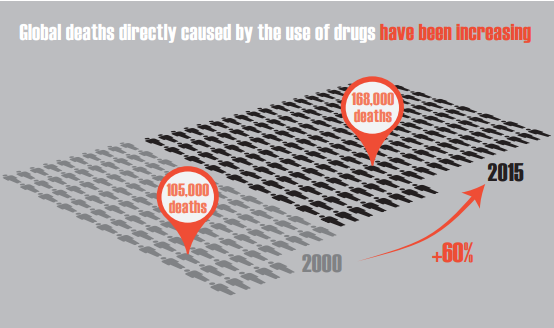 Global deaths directly caused by the use of drugs have been increasing
168,000
deaths
2015
105,000
deaths
2000
+60%